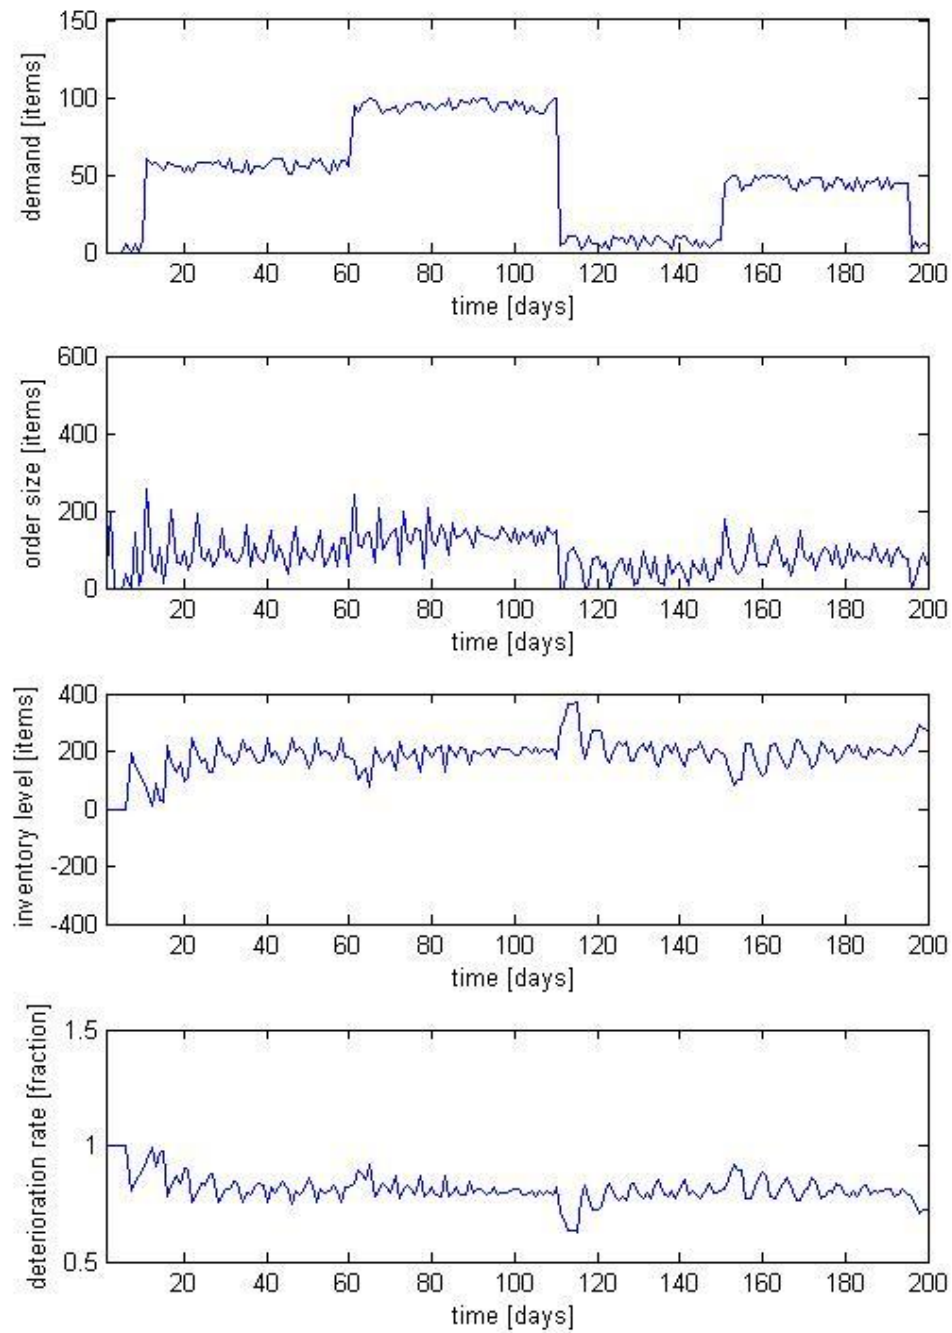 150
100
50
0
demand [items]
20 40 60 80 100 120 140 160 180 200
time [days]
600
400
200
0
order size [items]
20 40 60 80 100 120 140 160 180 200
time [days]
400
200
0
-200
-400
inventory level [items]
20 40 60 80 100 120 140 160 180 200
time [days]
1.5
1
0.5
deterioration rate [fraction]
20 40 60 80 100 120 140 160 180 200
time [days]